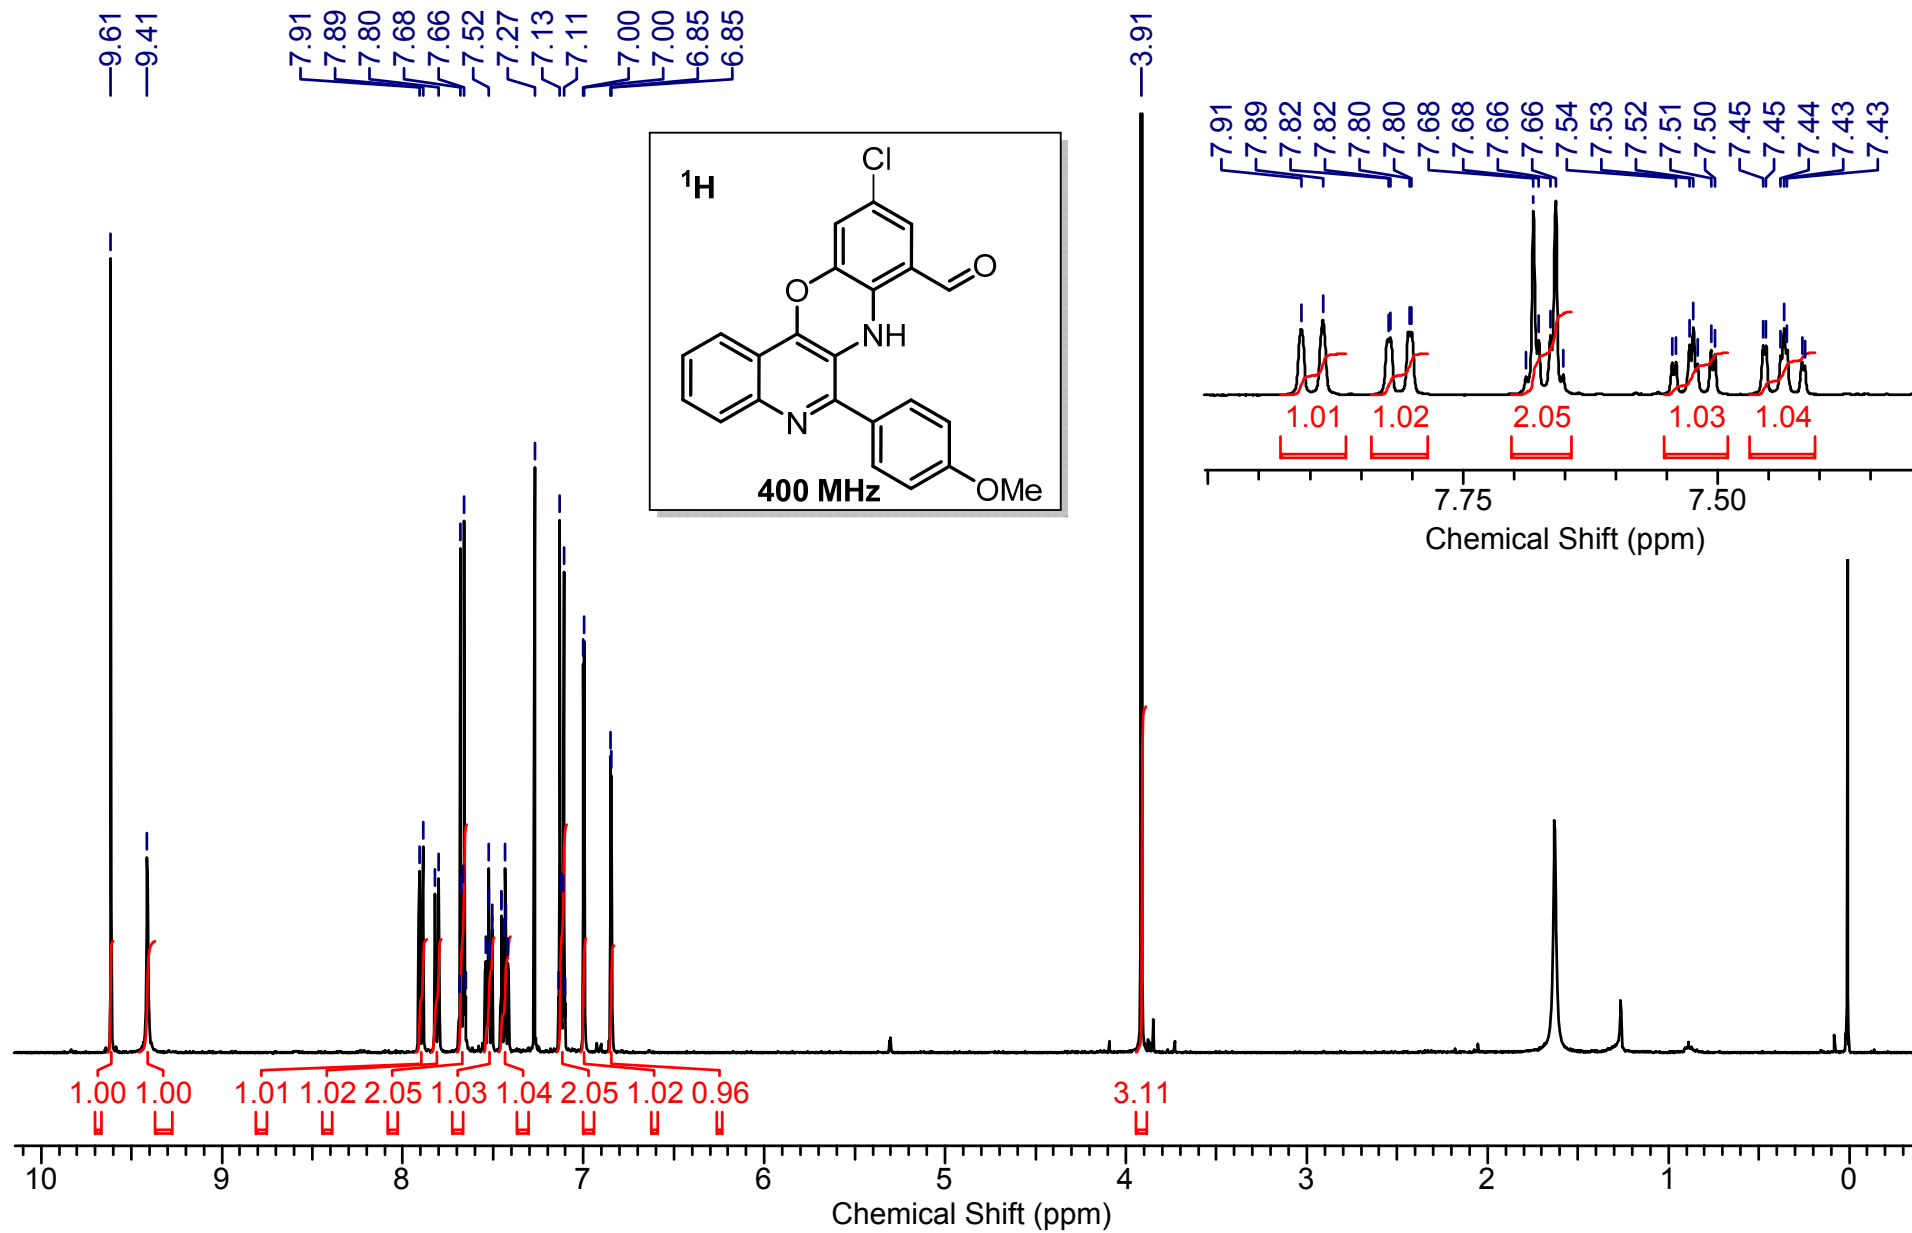 9.61
9.41
7.91
7.89
7.80
7.68
7.66
7.52
7.27
7.13
7.11
7.00
7.00
6.85
6.85
3.91
7.91
7.89
7.82
7.82
7.80
7.80
7.68
7.68
7.66
7.66
7.54
7.53
7.52
7.51
7.50
7.45
7.45
7.44
7.43
7.43
¹H
Cl
O
O
NH
N
OMe
400 MHz
1.01 1.02 2.05 1.03 1.04
7.75 7.50
Chemical Shift (ppm)
1.00 1.00 1.01 1.02 2.05 1.03 1.04 2.05 1.02 0.96 3.11
10 9 8 7 6 5 4 3 2 1 0
Chemical Shift (ppm)